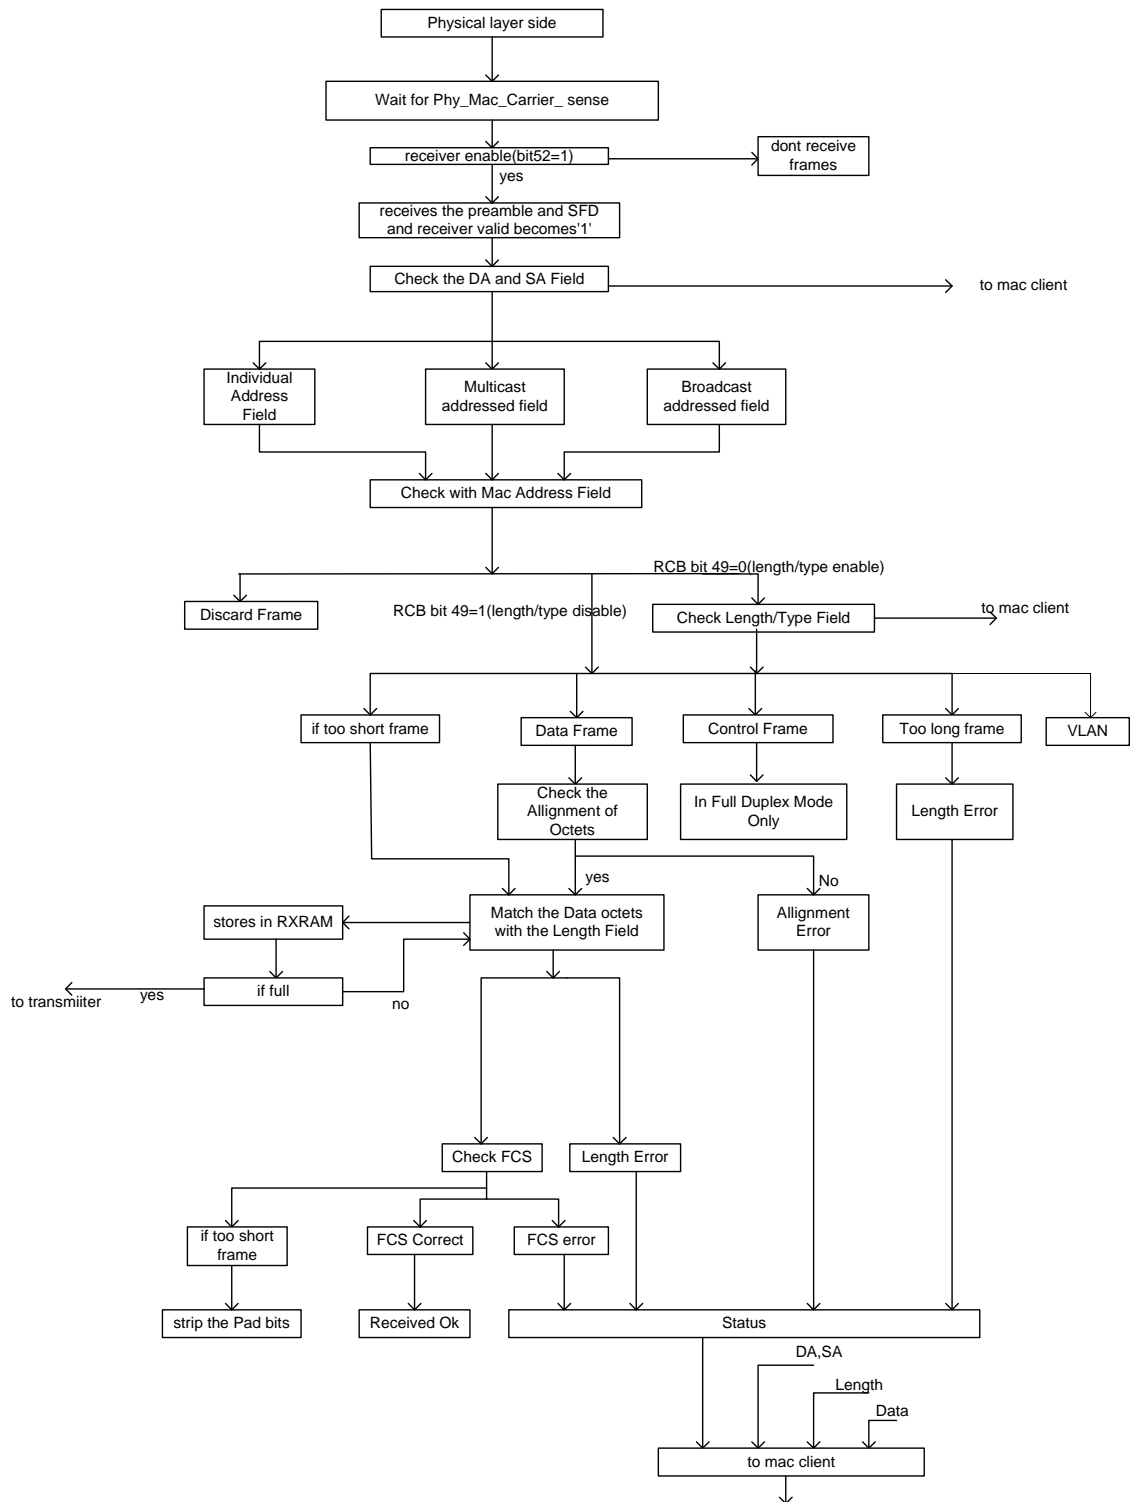 Physical layer side
Wait for Phy_Mac_Carrier_ sense
receiver enable(bit52=1)
dont receive
frames
yes
receives the preamble and SFD
and receiver valid becomes'1'
Check the DA and SA Field
to mac client
Individual
Address
Field
Multicast
addressed field
Broadcast
addressed field
Check with Mac Address Field
RCB bit 49=0(length/type enable)
Discard Frame
RCB bit 49=1(length/type disable)
Check Length/Type Field
to mac client
if too short frame
Data Frame
Control Frame
Too long frame
VLAN
Check the
Allignment of
Octets
In Full Duplex Mode
Only
Length Error
yes
No
stores in RXRAM
Match the Data octets
with the Length Field
Allignment
Error
if full
to transmiiter
yes
no
Check FCS
Length Error
if too short
frame
FCS Correct
FCS error
strip the Pad bits
Received Ok
Status
DA,SA
Length
Data
to mac client